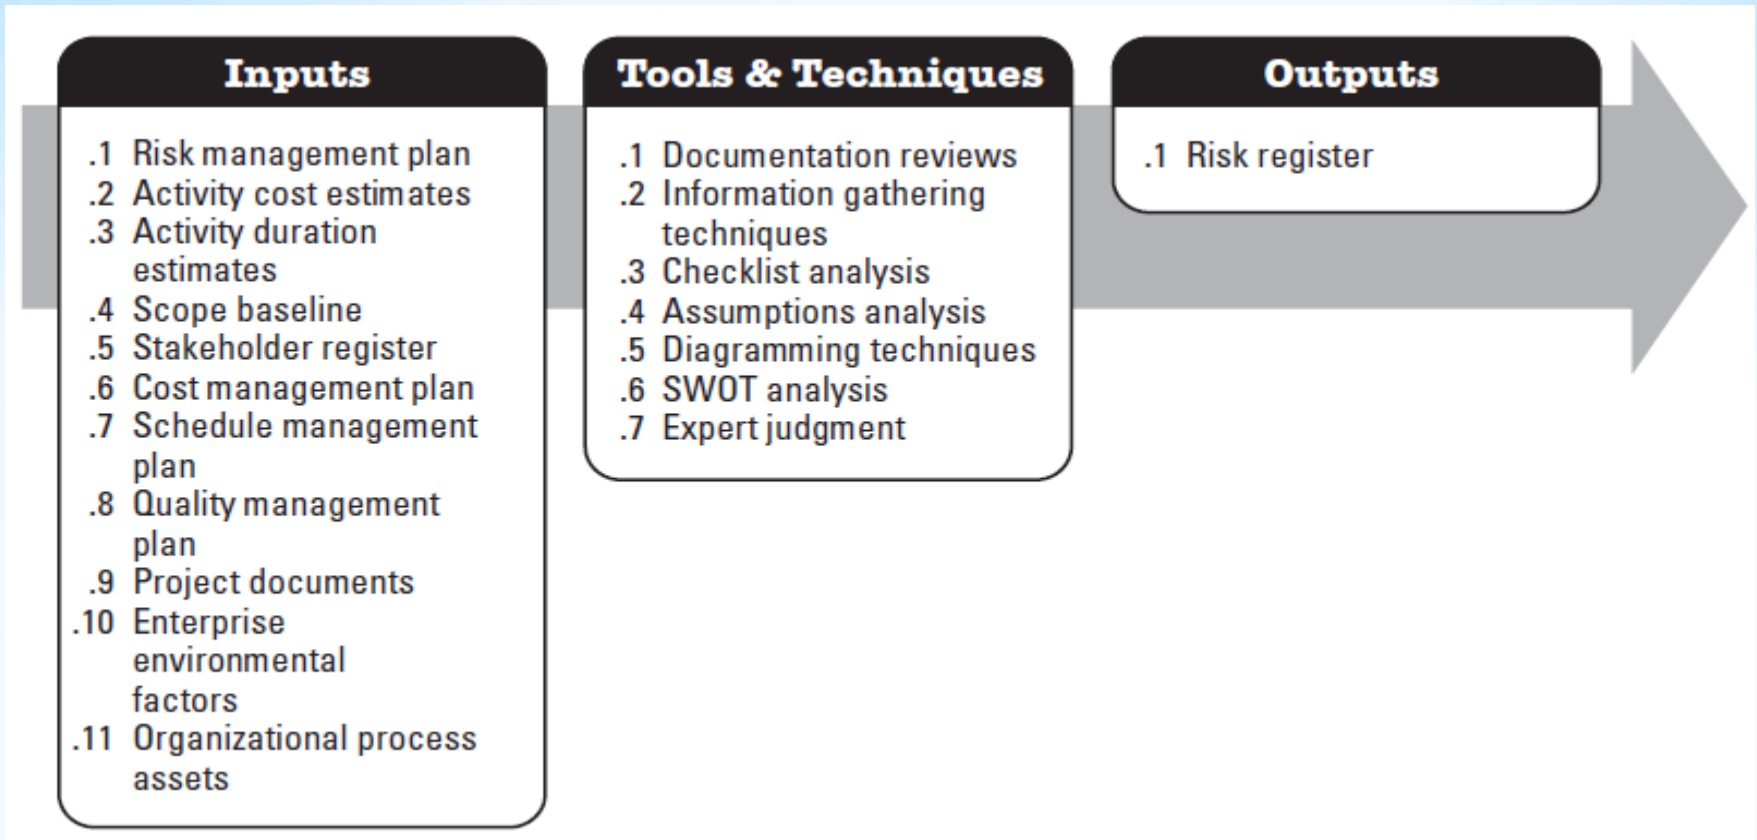 Inputs
.1 Risk management plan
.2 Activity cost estimates
.3 Activity duration
estimates
.4 Scope baseline
.5 Stakeholder register
.6 Cost management plan
.7 Schedule management
plan
.8 Quality management
plan
.9 Project documents
.10 Enterprise
environmental
factors
.11 Organizational process
assets
Tools & Techniques
.1 Documentation reviews
.2 Information gathering
techniques
.3 Checklist analysis
.4 Assumptions analysis
.5 Diagramming techniques
.6 SWOT analysis
.7 Expert judgment
Outputs
.1 Risk register